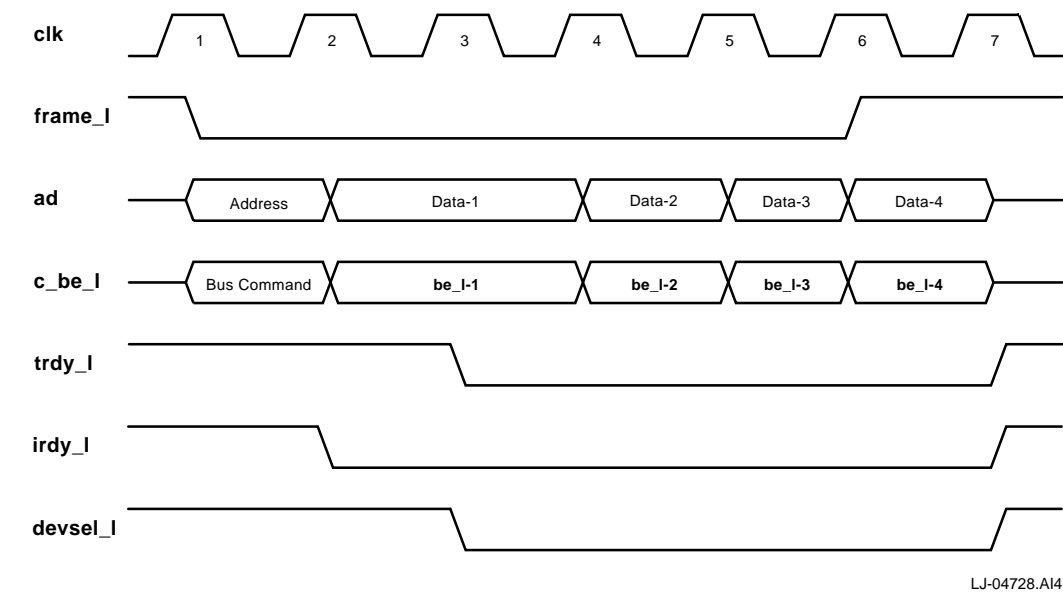 clk 1 2 3 4 5 6 7
frame_l
ad Address Data-1 Data-2 Data-3 Data-4
c_be_l Bus Command be_l-1 be_l-2 be_l-3 be_l-4
trdy_l
irdy_l
devsel_l
LJ-04728.AI4